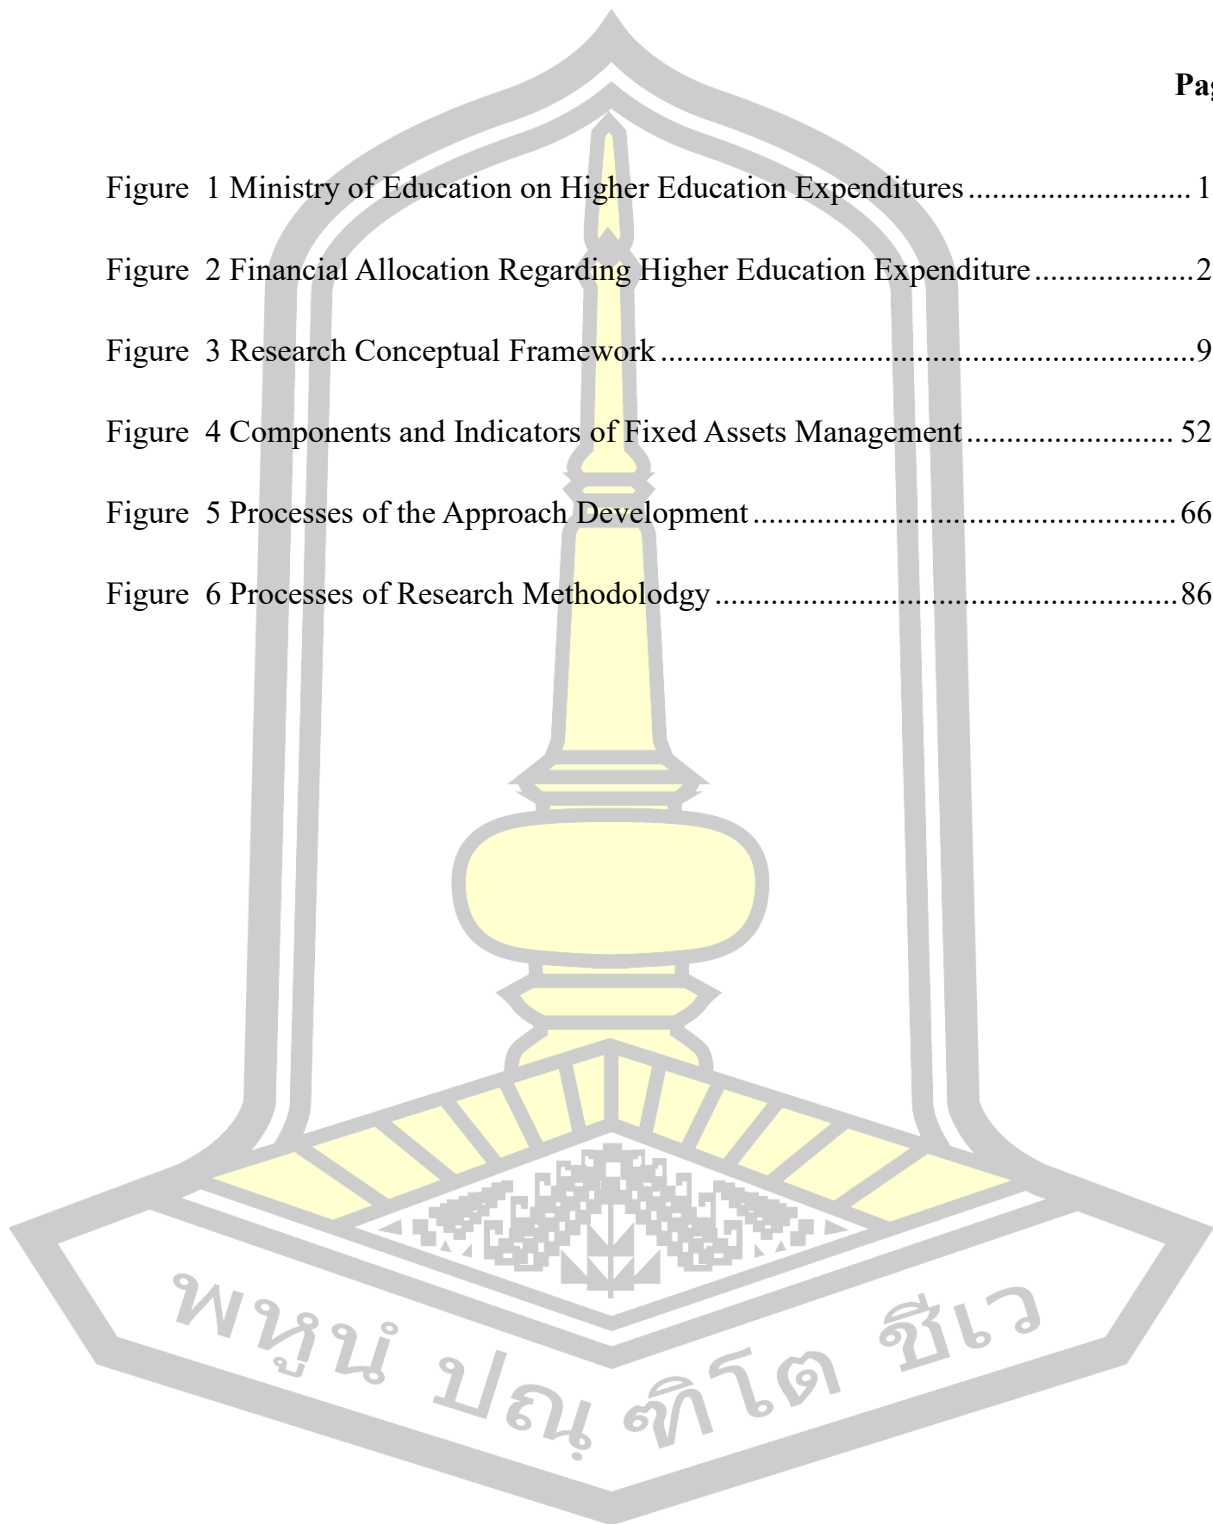 Pag
Figure 1 Ministry of Education on Higher Education Expenditures ............................ 1
Figure 2 Financial Allocation Regarding Higher Education Expenditure ....................2
Figure 3 Research Conceptual Framework ....................................................................9
Figure 4 Components and Indicators of Fixed Assets Management .......................... 52
Figure 5 Processes of the Approach Development ......................................................66
Figure 6 Processes of Research Methodolodgy ...........................................................86
พหูนํ ปณฺ ฑิโต ชีเว